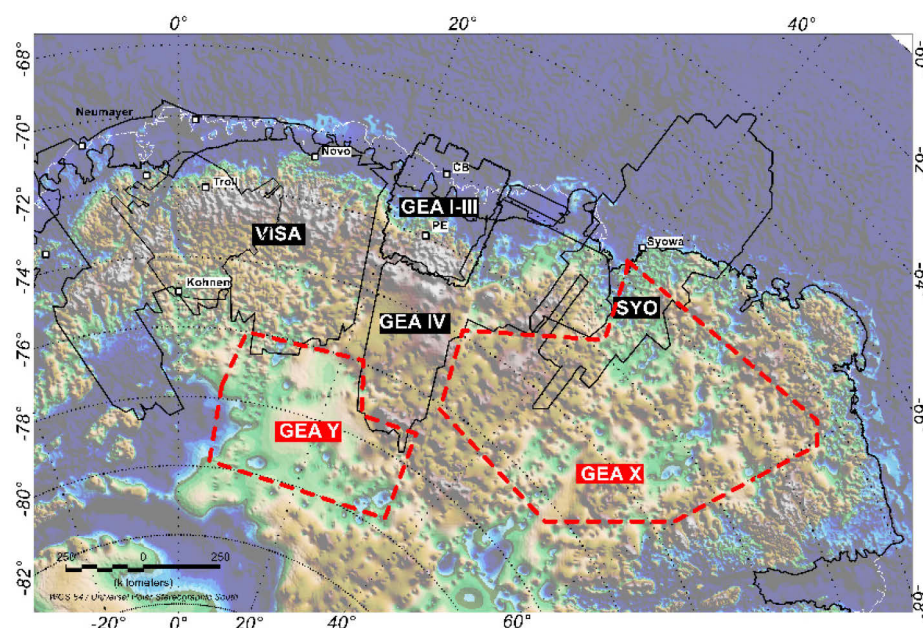 0°
20°
40°
-68°
-70°
-72°
-74°
-76°
-78°
-80°
-82°
Neumayer
Novo
CB
Troll
GEA I-III
VISA
PE
Syowa
Kohnen
GEA IV
SYO
GEA Y
GEA X
250
0
250
-20°
0°
20°
40°
60°